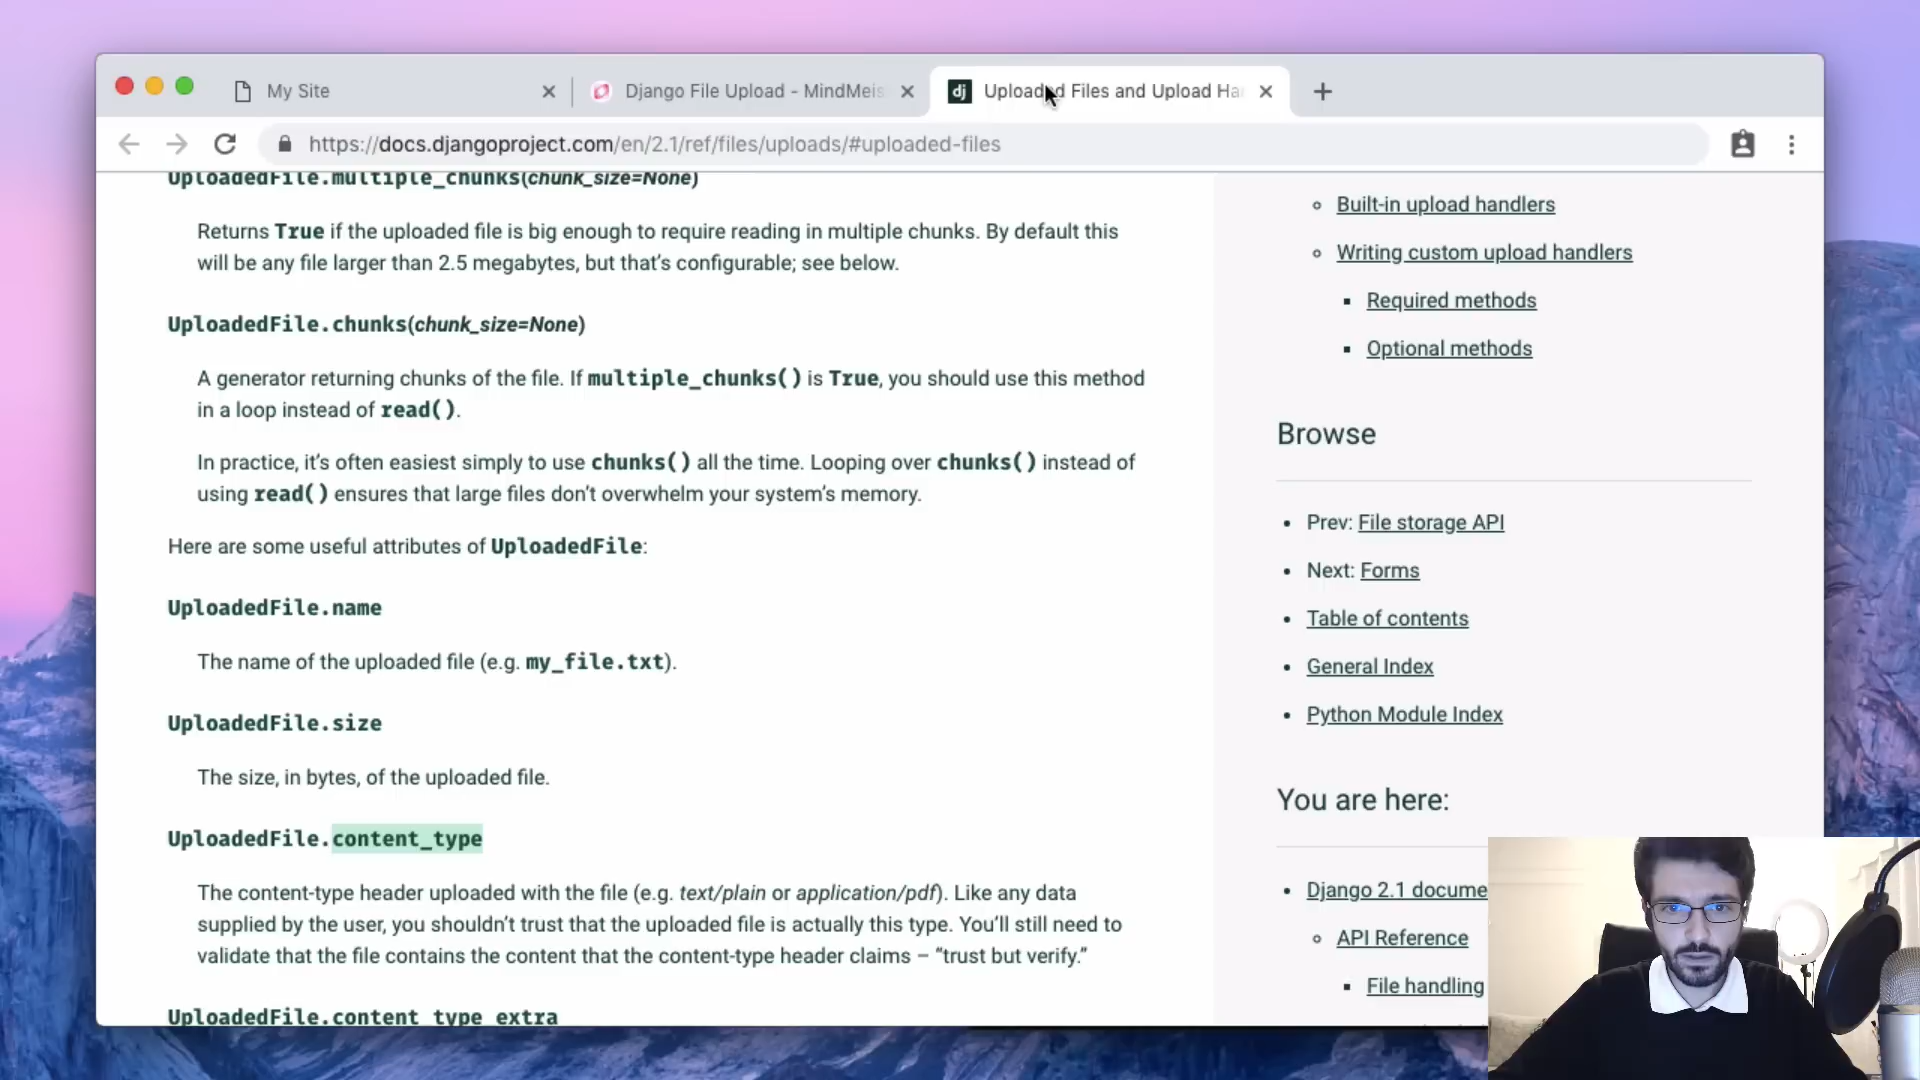 My Site
Django File Upload - MindMeis
Uploaded Files and Upload Har
https://docs.djangoproject.com/en/2.1/ref/files/uploads/#uploaded-files
UploadedFile.multiple_chunks(chunk_size=None)
Returns True if the uploaded file is big enough to require reading in multiple chunks. By default this
will be any file larger than 2.5 megabytes, but that’s configurable; see below.
UploadedFile.chunks(chunk_size=None)
A generator returning chunks of the file. If multiple_chunks() is True, you should use this method
in a loop instead of read().
In practice, it’s often easiest simply to use chunks() all the time. Looping over chunks() instead of
using read() ensures that large files don’t overwhelm your system’s memory.
Here are some useful attributes of UploadedFile:
UploadedFile.name
The name of the uploaded file (e.g. my_file.txt).
UploadedFile.size
The size, in bytes, of the uploaded file.
UploadedFile.content_type
The content-type header uploaded with the file (e.g. text/plain or application/pdf). Like any data
supplied by the user, you shouldn’t trust that the uploaded file is actually this type. You’ll still need to
validate that the file contains the content that the content-type header claims – “trust but verify.”
UploadedFile.content_type_extra
Built-in upload handlers
Writing custom upload handlers
Required methods
Optional methods
Browse
Prev: File storage API
Next: Forms
Table of contents
General Index
Python Module Index
You are here:
Django 2.1 docume
API Reference
File handling